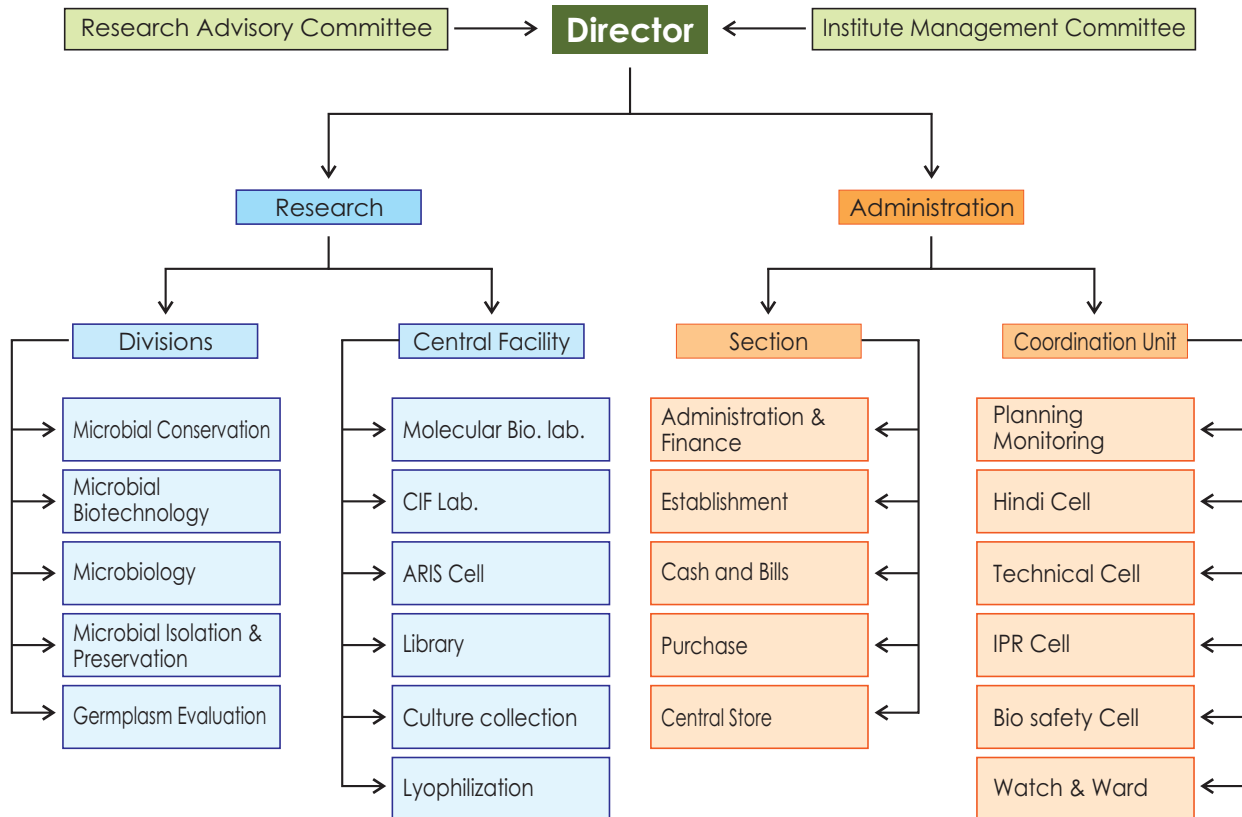 Research Advisory Committee
Director
Institute Management Committee
Research
Administration
Divisions
Central Facility
Section
Coordination Unit
Microbial Conservation
Microbial
Biotechnology
Microbiology
Microbial Isolation &
Preservation
Germplasm Evaluation
Molecular Bio. lab.
CIF Lab.
ARIS Cell
Library
Culture collection
Lyophilization
Administration &
Finance
Establishment
Cash and Bills
Purchase
Central Store
Planning
Monitoring
Hindi Cell
Technical Cell
IPR Cell
Bio safety Cell
Watch & Ward